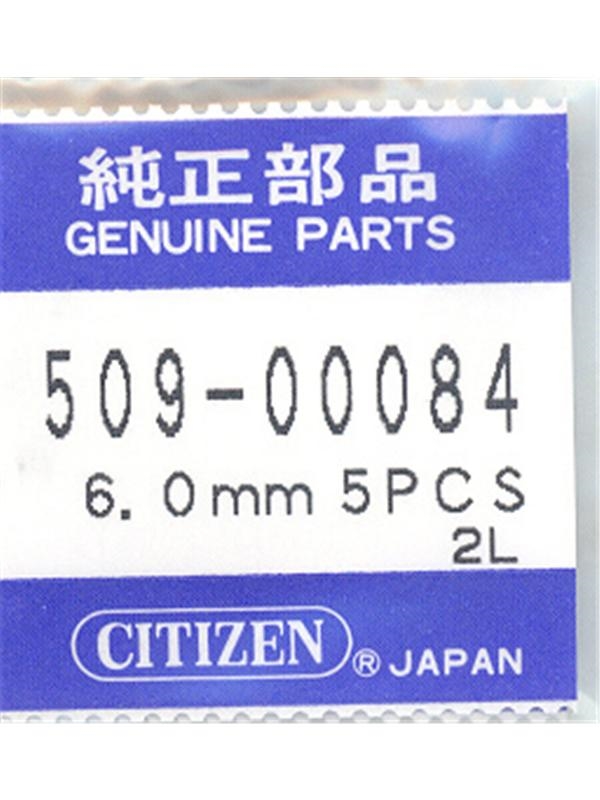 純正部品
GENUINE PARTS
509-00084
6.0mm 5PCS
2L
CITIZEN® JAPAN